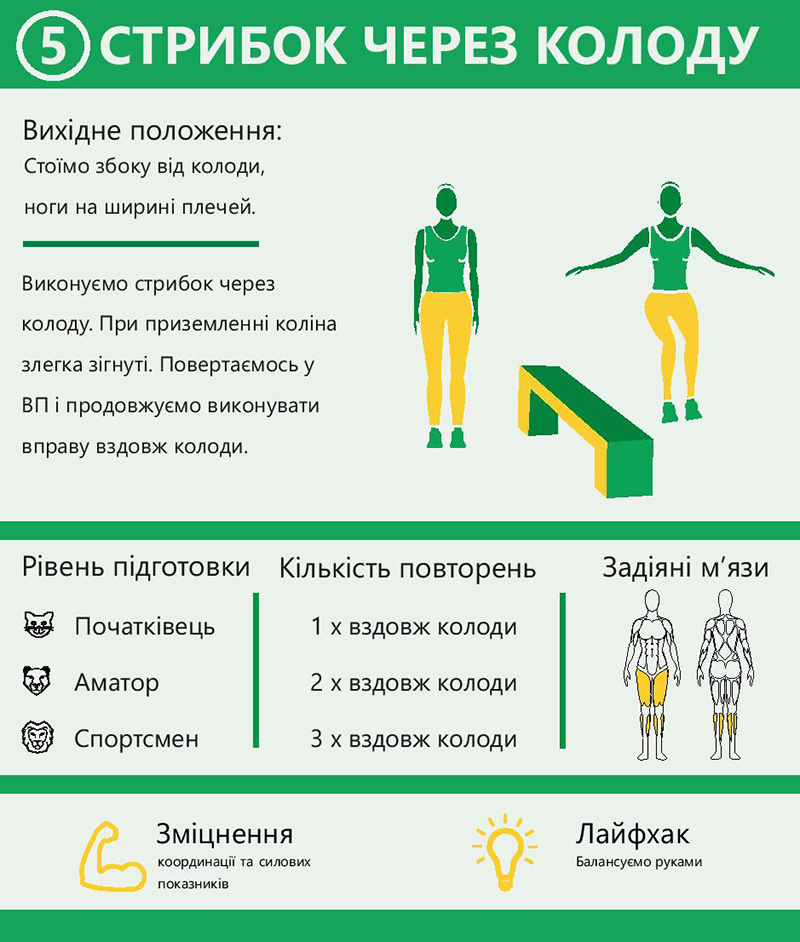 5 СТРИБОК ЧЕРЕЗ КОЛОДУ
Вихідне положення:
Стоїмо збоку від колоди,
ноги на ширині плечей.
Виконуємо стрибок через
колоду. При приземленні коліна
злегка зігнуті. Повертаємось у
ВП і продовжуємо виконувати
вправу вздовж колоди.
Рівень підготовки
Початківець
Аматор
Спортсмен
Кількість повторень
1 х вздовж колоди
2 х вздовж колоди
3 х вздовж колоди
Задіяні м’язи
Зміцнення
координації та силових
показників
Лайфхак
Балансуємо руками